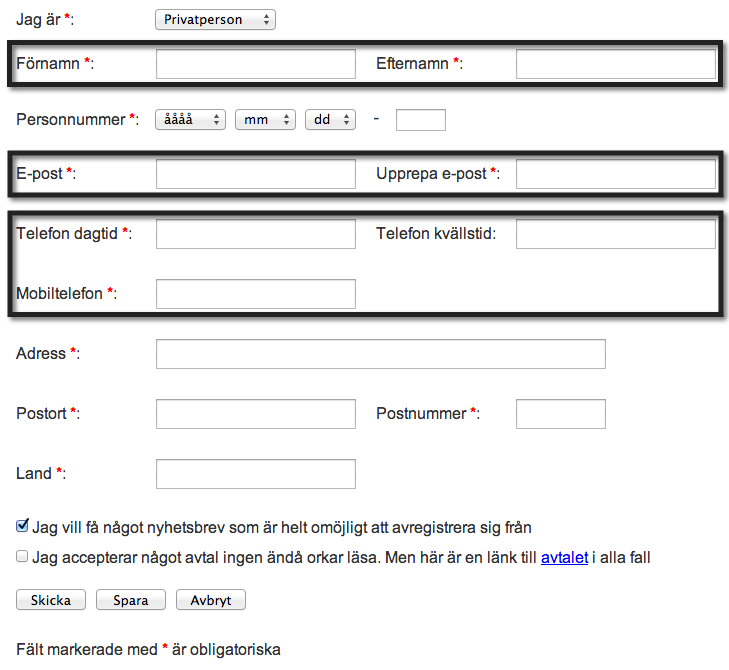 Jag är *: Privatperson
Förnamn *: Efternamn *:
Personnummer *: åååå mm dd -
E-post *: Upprepa e-post *:
Telefon dagtid *: Telefon kvällstid:
Mobiltelefon *:
Adress *:
Postort *: Postnummer *:
Land *:
Jag vill få något nyhetsbrev som är helt omöjligt att avregistrera sig från
Jag accepterar något avtal ingen ändå orkar läsa. Men här är en länk till avtalet i alla fall
Skicka Spara Avbryt
Fält markerade med * är obligatoriska